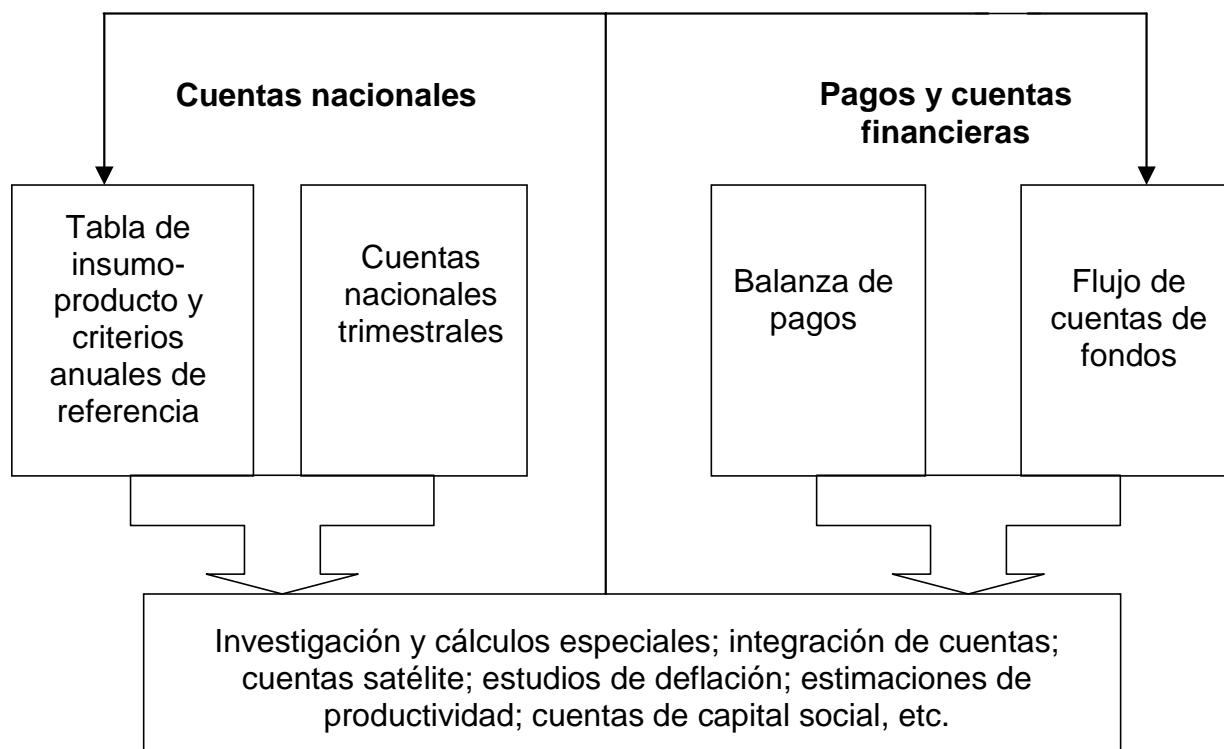 Cuentas nacionales
Pagos y cuentas
financieras
Tabla de
insumo-
producto y
criterios
anuales de
referencia
Cuentas
nacionales
trimestrales
Balanza de
pagos
Flujo de
cuentas de
fondos
Investigación y cálculos especiales; integración de cuentas;
cuentas satélite; estudios de deflación; estimaciones de
productividad; cuentas de capital social, etc.